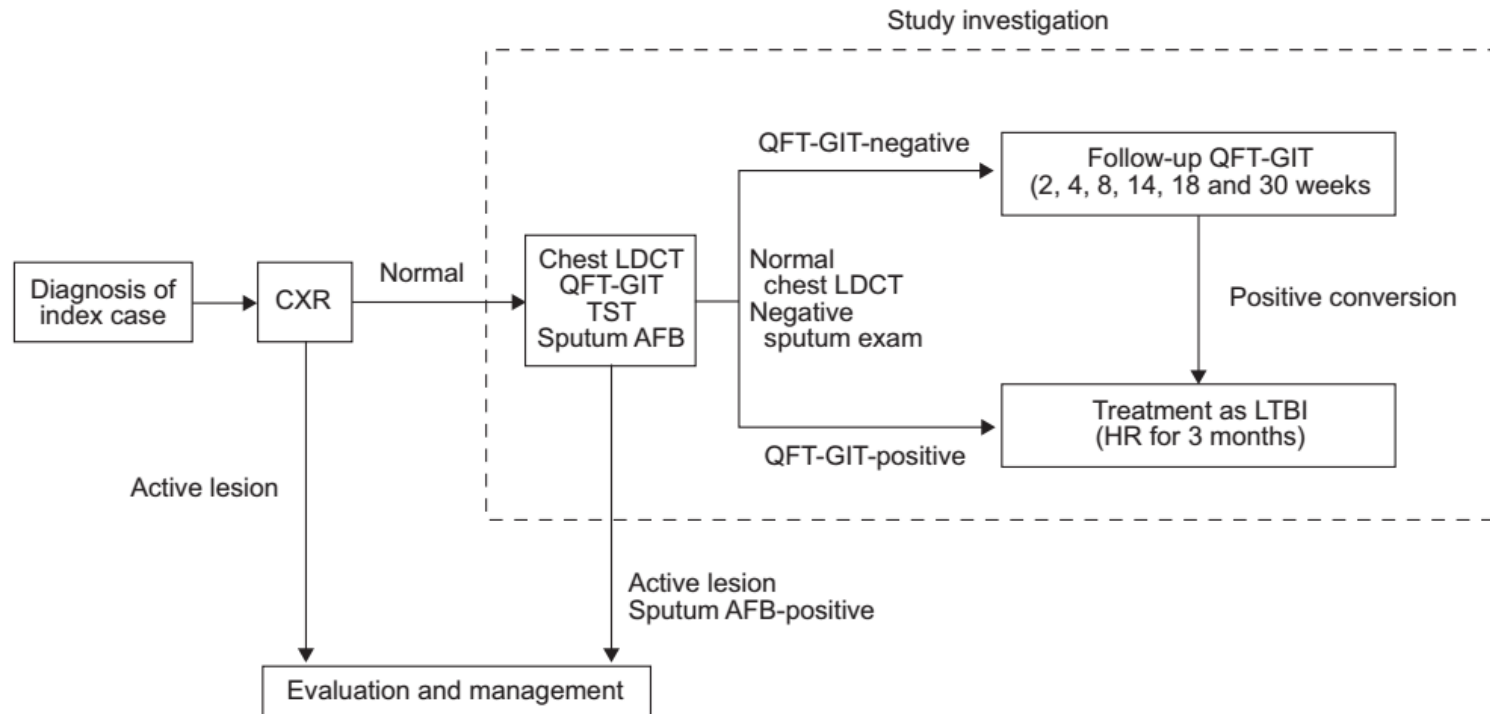 Study investigation
QFT-GIT-negative
Follow-up QFT-GIT
(2, 4, 8, 14, 18 and 30 weeks
Diagnosis of
index case
CXR
Normal
Chest LDCT
QFT-GIT
TST
Sputum AFB
Normal
chest LDCT
Negative
sputum exam
Positive conversion
Treatment as LTBI
(HR for 3 months)
QFT-GIT-positive
Active lesion
Active lesion
Sputum AFB-positive
Evaluation and management